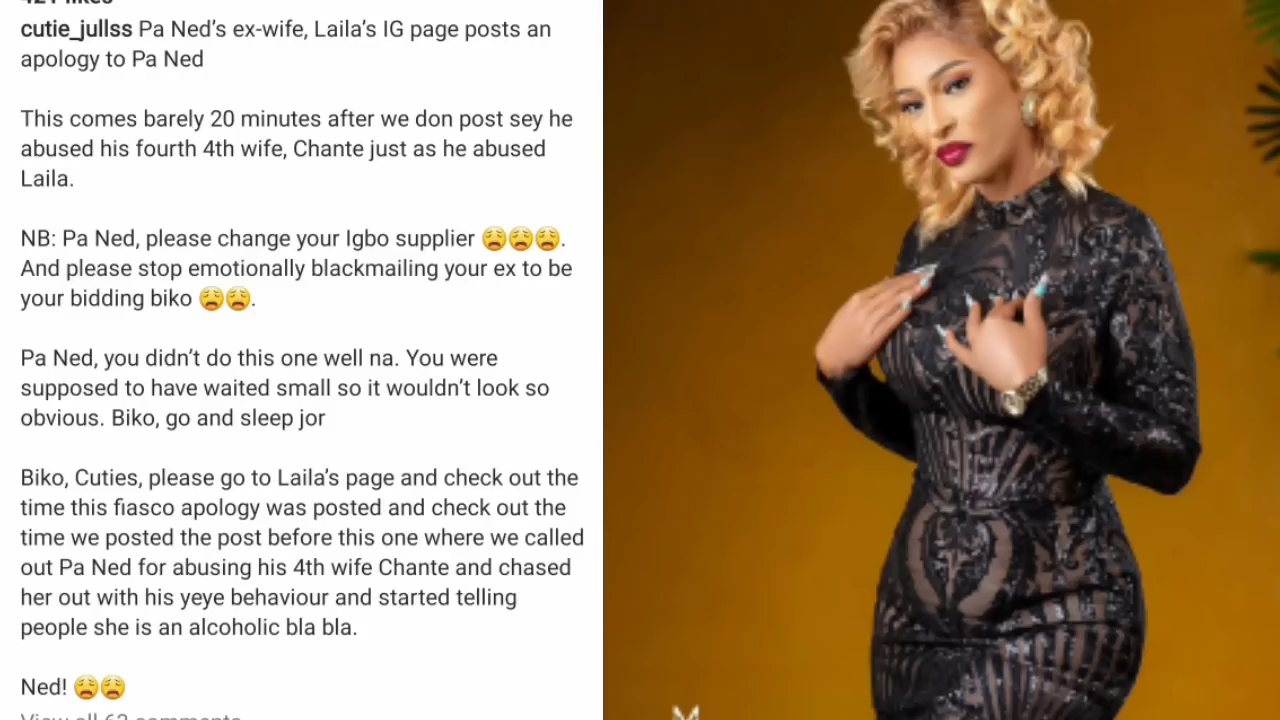 421 likes
cutie_jullss Pa Ned's ex-wife, Laila's IG page posts an
apology to Pa Ned
This comes barely 20 minutes after we don post sey he
abused his fourth 4th wife, Chante just as he abused
Laila.
NB: Pa Ned, please change your Igbo supplier 😩😩😩.
And please stop emotionally blackmailing your ex to be
your bidding biko 😩😩.
Pa Ned, you didn't do this one well na. You were
supposed to have waited small so it wouldn't look so
obvious. Biko, go and sleep jor
Biko, Cuties, please go to Laila's page and check out the
time this fiasco apology was posted and check out the
time we posted the post before this one where we called
out Pa Ned for abusing his 4th wife Chante and chased
her out with his yeye behaviour and started telling
people she is an alcoholic bla bla.
Ned! 😩😩
View all 62 comments